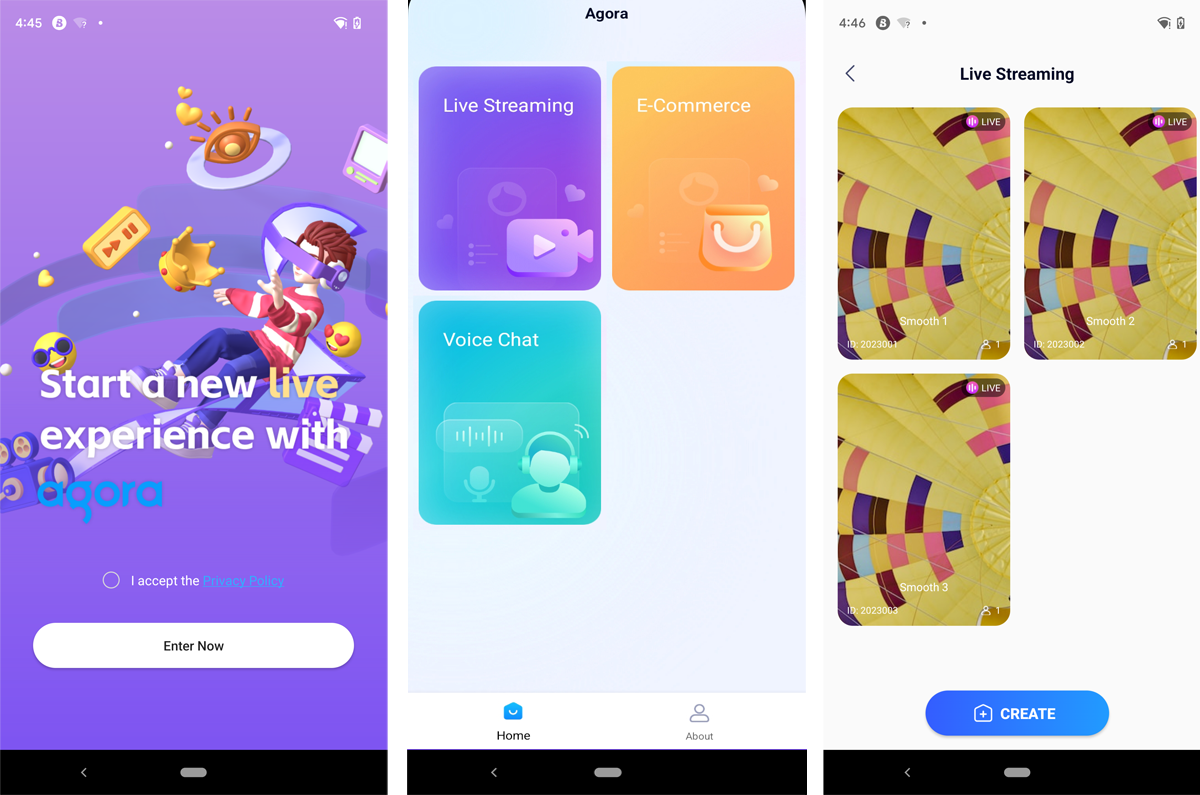 4:45
Start a new live
experience with
agora
I accept the Privacy Policy
Enter Now
Agora
Live Streaming
E-Commerce
Voice Chat
Home
About
4:46
Live Streaming
LIVE
LIVE
Smooth 1
Smooth 2
ID: 2023001
1
ID: 2023002
1
LIVE
Smooth 3
ID: 2023003
1
CREATE